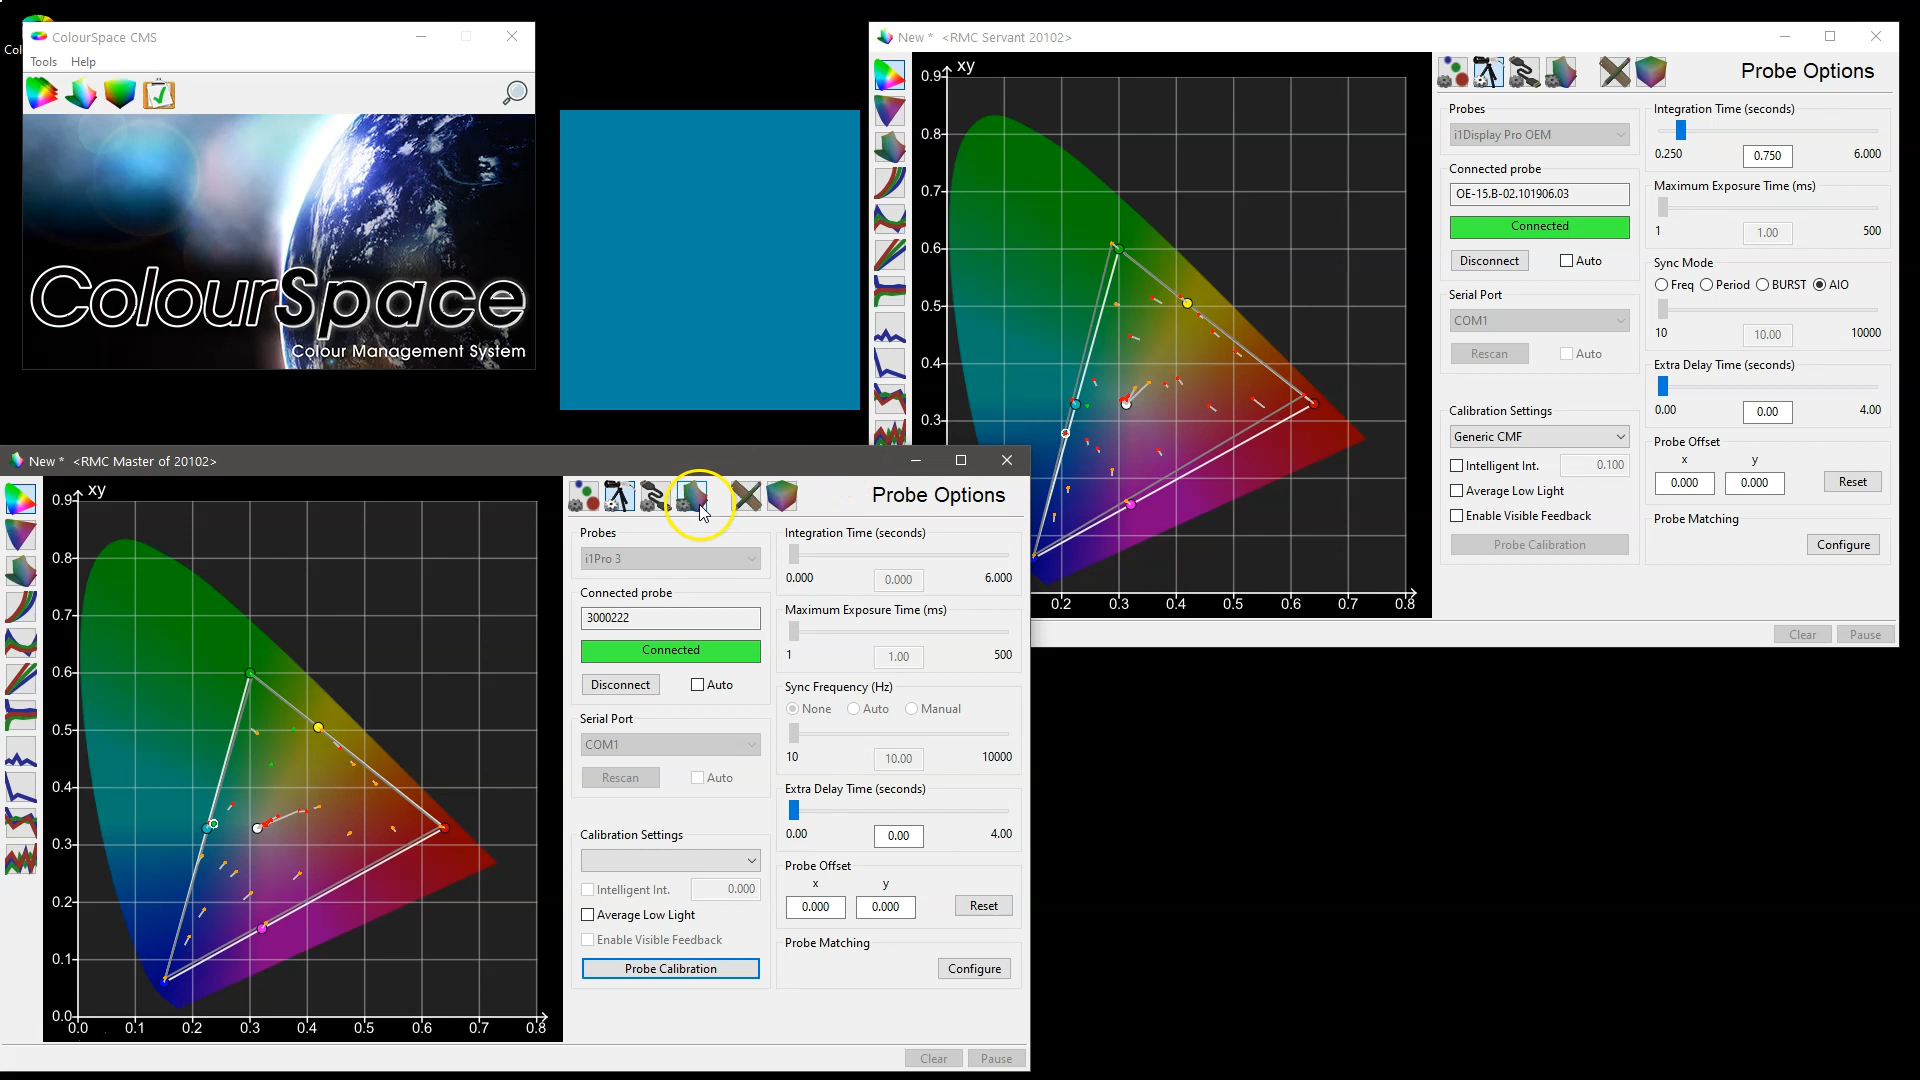 Col
ColourSpace CMS
Tools Help
ColourSpace
Colour Management System
New * <RMC Servant 20102>
Probe Options
xy
0.9
0.8
0.7
0.6
0.5
0.4
0.3
0.2 0.3 0.4 0.5 0.6 0.7 0.8
Probes
i1Display Pro OEM
Connected probe
OE-15.B-02.101906.03
Connected
Disconnect Auto
Serial Port
COM1
Rescan Auto
Calibration Settings
Generic CMF
Intelligent Int. 0.100
Average Low Light
Enable Visible Feedback
Probe Calibration
Integration Time (seconds)
0.250 0.750 6.000
Maximum Exposure Time (ms)
1 1.00 500
Sync Mode
Freq Period BURST AIO
10 10.00 10000
Extra Delay Time (seconds)
0.00 0.00 4.00
Probe Offset
x y
0.000 0.000 Reset
Probe Matching
Configure
Clear Pause
New * <RMC Master of 20102>
Probe Options
xy
0.9
0.8
0.7
0.6
0.5
0.4
0.3
0.2
0.1
0.0
0.0 0.1 0.2 0.3 0.4 0.5 0.6 0.7 0.8
Probes
i1Pro 3
Connected probe
3000222
Connected
Disconnect Auto
Serial Port
COM1
Rescan Auto
Calibration Settings
Intelligent Int. 0.000
Average Low Light
Enable Visible Feedback
Probe Calibration
Integration Time (seconds)
0.000 0.000 6.000
Maximum Exposure Time (ms)
1 1.00 500
Sync Frequency (Hz)
None Auto Manual
10 10.00 10000
Extra Delay Time (seconds)
0.00 0.00 4.00
Probe Offset
x y
0.000 0.000 Reset
Probe Matching
Configure
Clear Pause